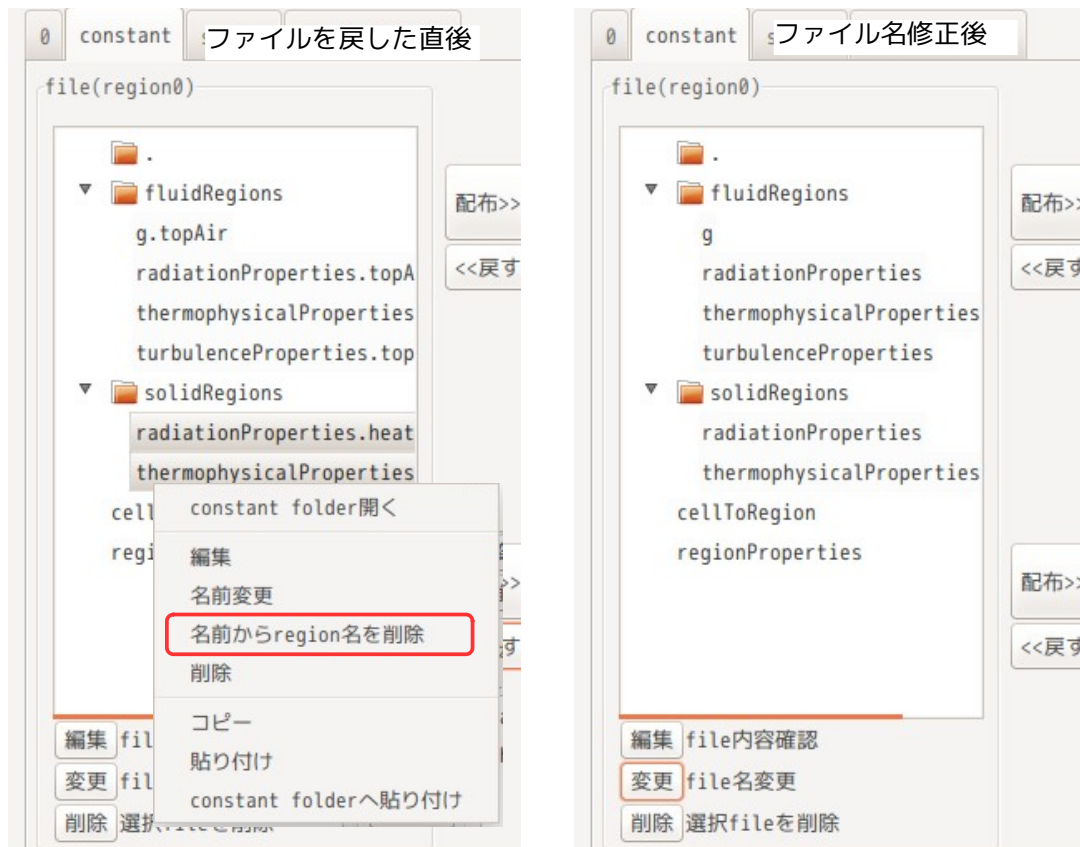 0 constant ファイルを戻した直後
file(region0)
.
fluidRegions
g.topAir
radiationProperties.topA
thermophysicalProperties
turbulenceProperties.top
solidRegions
radiationProperties.heat
thermophysicalProperties
cell
regi
constant folder開く
編集
名前変更
名前からregion名を削除
削除
コピー
貼り付け
constant folderへ貼り付け
配布>>
<<戻す
編集 fil
変更 fil
削除
0 constant ファイル名修正後
file(region0)
.
fluidRegions
g
radiationProperties
thermophysicalProperties
turbulenceProperties
solidRegions
radiationProperties
thermophysicalProperties
cellToRegion
regionProperties
配布>>
<<戻す
配布>>
<<戻す
編集 file内容確認
変更 file名変更
削除 選択fileを削除